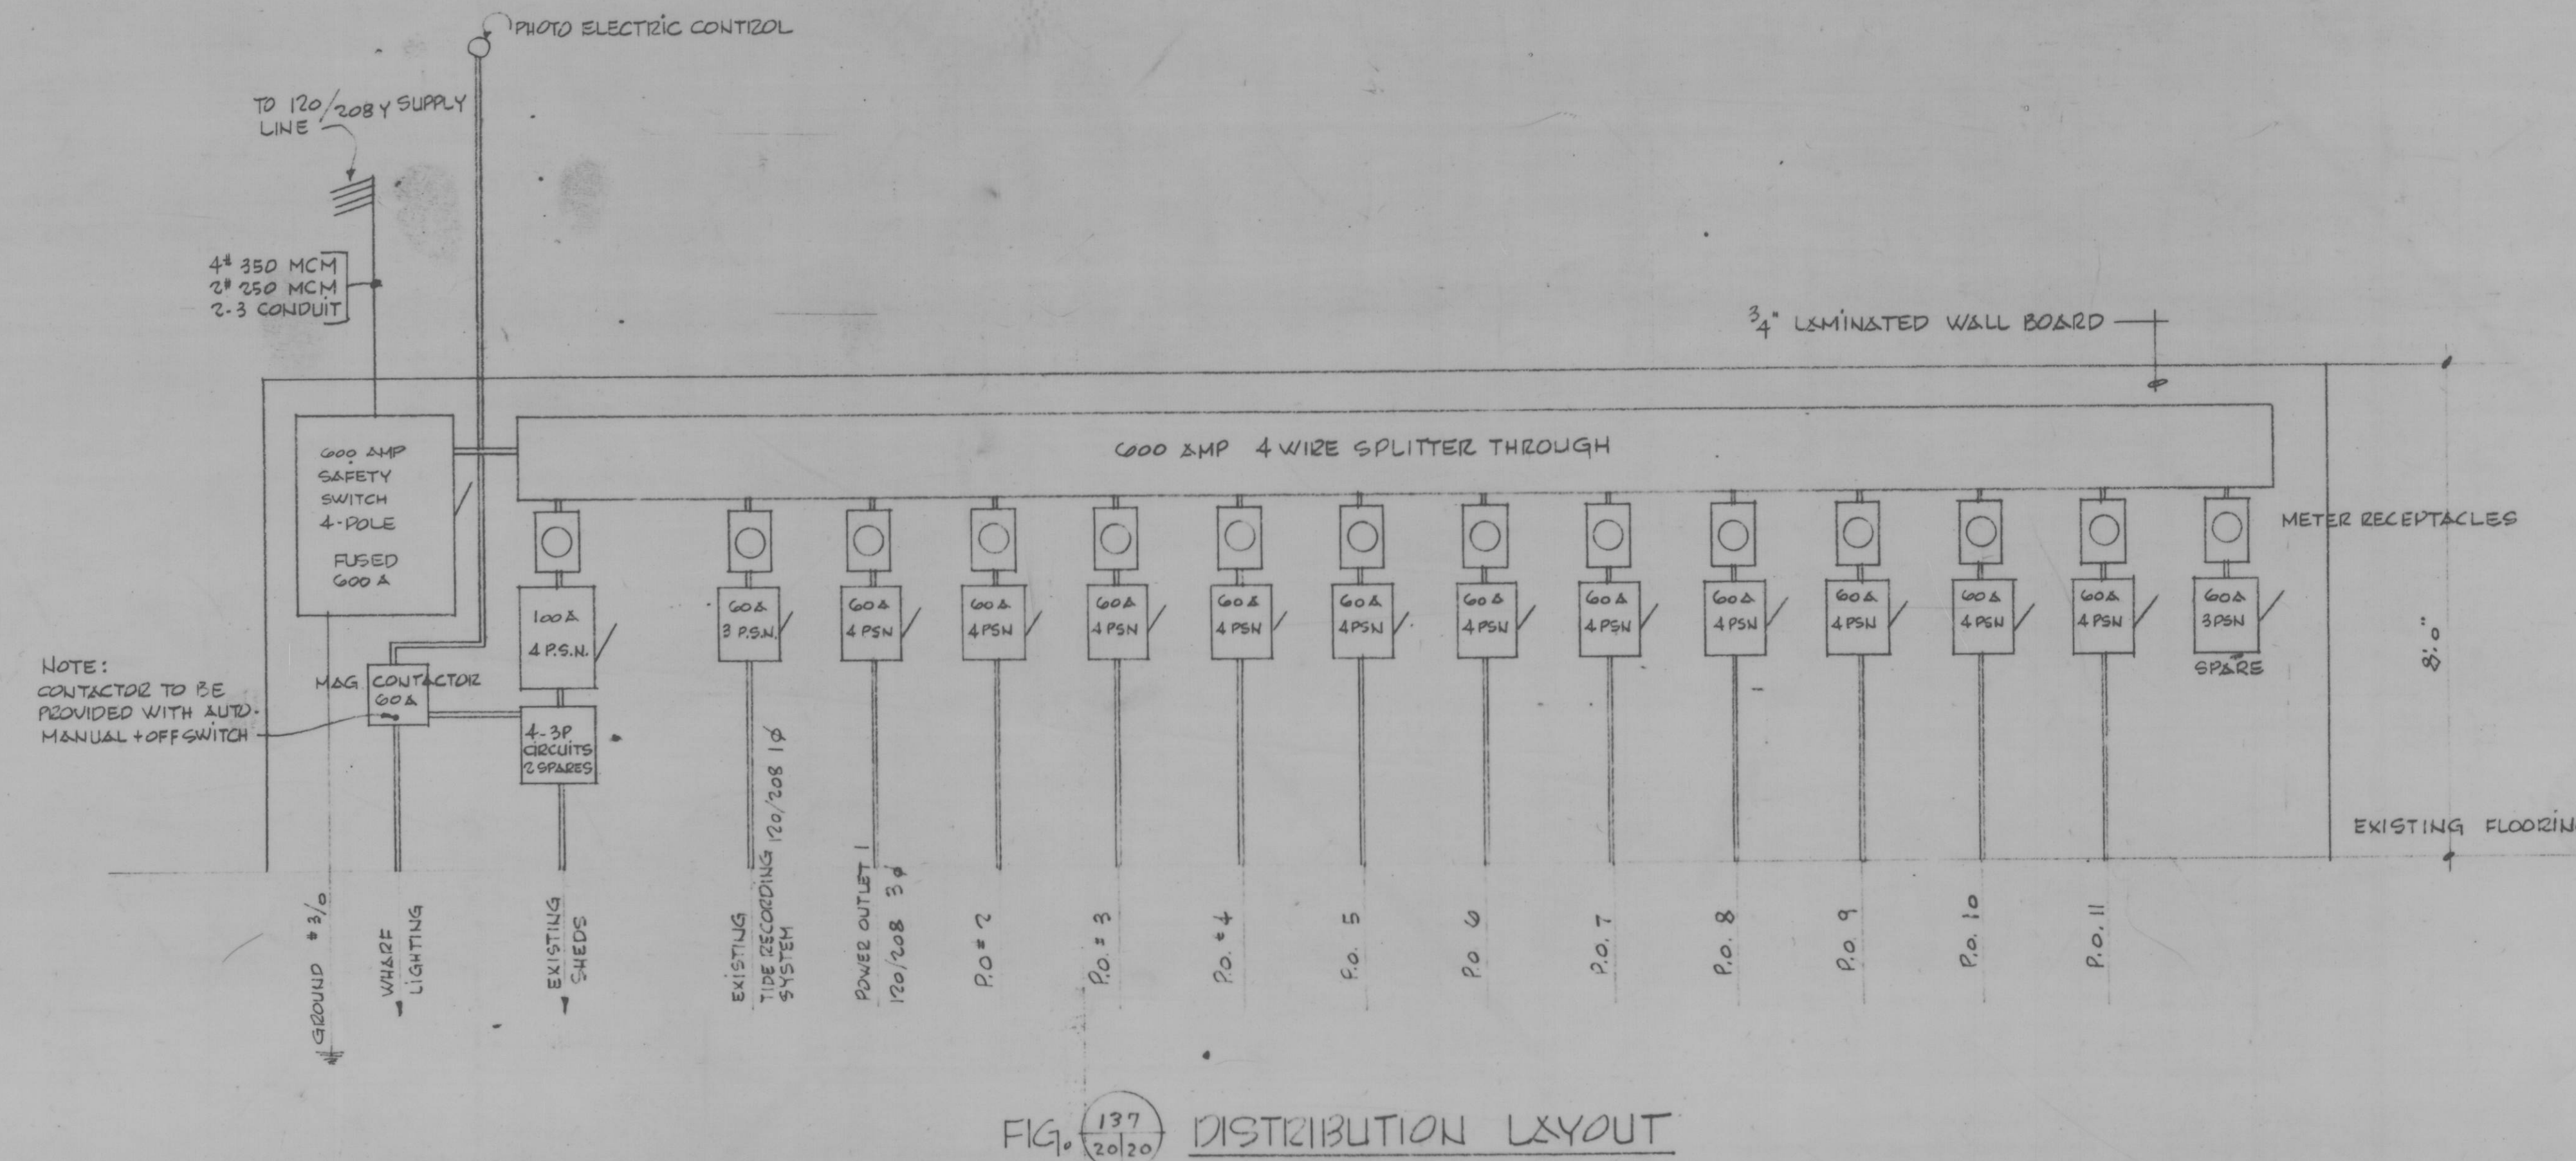 PHOTO ELECTRIC CONTROL
TO 120/208 Y SUPPLY
LINE
4# 350 MCM
2# 250 MCM
2-3 CONDUIT
3/4" LAMINATED WALL BOARD
600 AMP
SAFETY
SWITCH
4-POLE
FUSED
600 A
600 AMP 4 WIRE SPLITTER THROUGH
METER RECEPTACLES
100A
4 P.S.N.
60A
3 P.S.N.
60A
4 PSN
60A
4 PSN
60A
4 PSN
60A
4 PSN
60A
4 PSN
60A
4 PSN
60A
4 PSN
60A
4 PSN
60A
4 PSN
60A
4 PSN
60A
4 PSN
60A
3 PSN
SPARE
8'.0"
NOTE:
CONTACTOR TO BE
PROVIDED WITH AUTO-
MANUAL + OFF SWITCH
MAG CONTACTOR
60A
4-3P
CIRCUITS
2 SPARES
EXISTING FLOORIN
GROUND #3/0
WHARF
LIGHTING
EXISTING
SHEDS
EXISTING
TIDE RECORDING 120/208 1ϕ
SYSTEM
POWER OUTLET 1
120/208 3ϕ
P.O # 2
P.O. # 3
P.O. # 4
P.O. 5
P.O 6
P.O. 7
P.O. 8
P.O. 9
P.O. 10
P.O. 11
FIG. 137
20|20
DISTRIBUTION LAYOUT